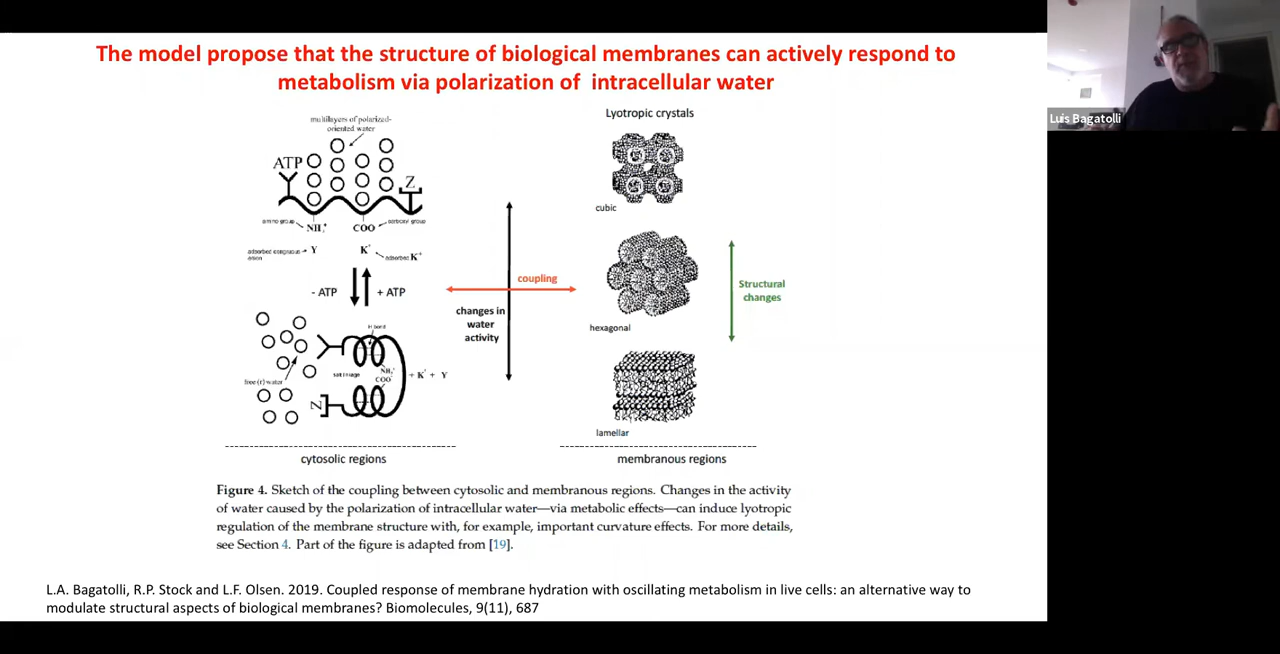 The model propose that the structure of biological membranes can actively respond to
metabolism via polarization of intracellular water
Luis Bagatolli
multilayers of polarized-
oriented water
ATP
Z
amino group
NH₃⁺
COO⁻
carboxyl group
adsorbed congruous
anion
Y
K⁺
adsorbed K⁺
- ATP
+ ATP
H bond
free (r) water
salt linkage
NH₃⁺
COO⁻
+ K⁺ + Y
Z
cytosolic regions
changes in
water
activity
coupling
Lyotropic crystals
cubic
hexagonal
lamellar
membranous regions
Structural
changes
Figure 4. Sketch of the coupling between cytosolic and membranous regions. Changes in the activity
of water caused by the polarization of intracellular water—via metabolic effects—can induce lyotropic
regulation of the membrane structure with, for example, important curvature effects. For more details,
see Section 4. Part of the figure is adapted from [19].
L.A. Bagatolli, R.P. Stock and L.F. Olsen. 2019. Coupled response of membrane hydration with oscillating metabolism in live cells: an alternative way to
modulate structural aspects of biological membranes? Biomolecules, 9(11), 687